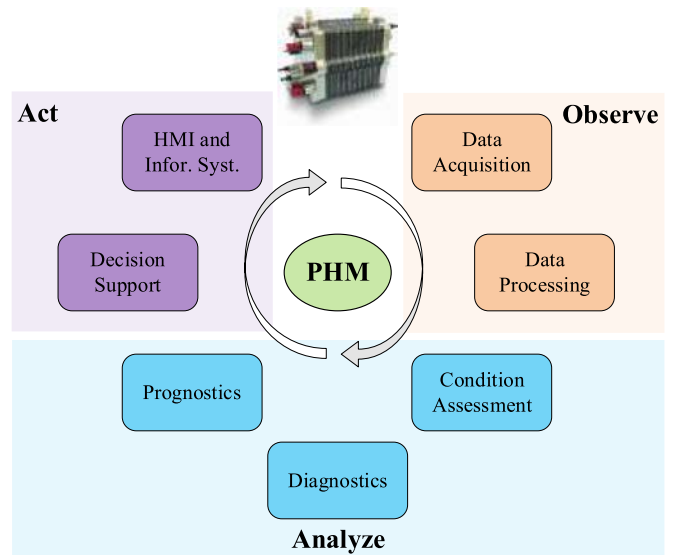 Act
Observe
HMI and
Infor. Syst.
Data
Acquisition
Decision
Support
PHM
Data
Processing
Prognostics
Condition
Assessment
Diagnostics
Analyze